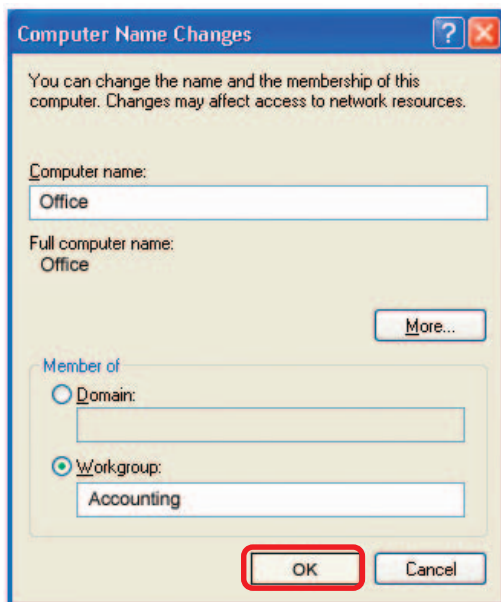 Computer Name Changes
?
You can change the name and the membership of this
computer. Changes may affect access to network resources.
Computer name:
Office
Full computer name:
Office
More...
Member of
Domain:
Workgroup:
Accounting
OK
Cancel